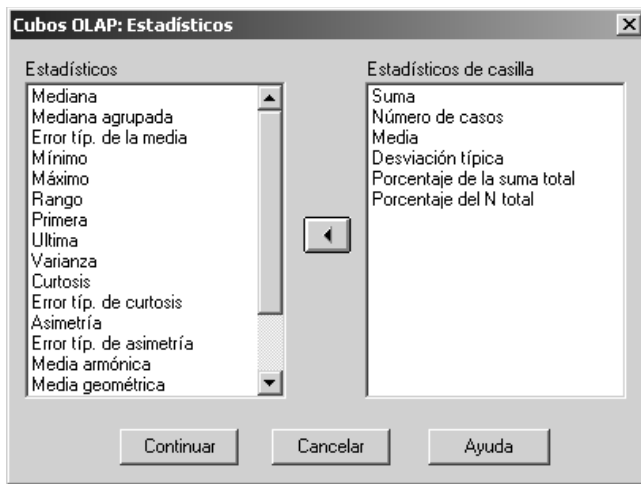 Cubos OLAP: Estadísticos
Estadísticos
Mediana
Mediana agrupada
Error típ. de la media
Mínimo
Máximo
Rango
Primera
Ultima
Varianza
Curtosis
Error típ. de curtosis
Asimetría
Error típ. de asimetría
Media armónica
Media geométrica
Estadísticos de casilla
Suma
Número de casos
Media
Desviación típica
Porcentaje de la suma total
Porcentaje del N total
Continuar
Cancelar
Ayuda